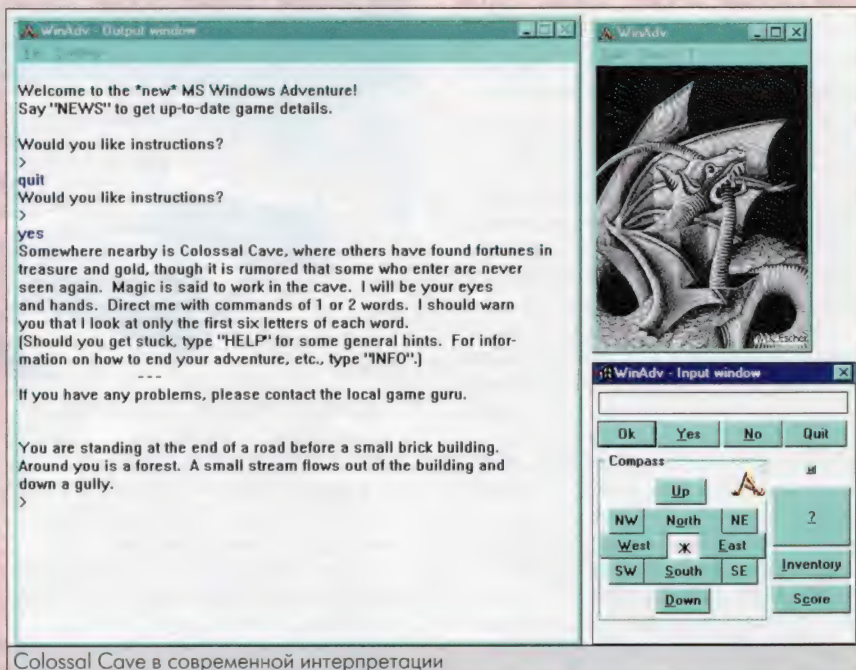 WinAdv - Output window
Welcome to the *new* MS Windows Adventure!
Say "NEWS" to get up-to-date game details.
Would you like instructions?
>
quit
Would you like instructions?
>
yes
Somewhere nearby is Colossal Cave, where others have found fortunes in
treasure and gold, though it is rumored that some who enter are never
seen again. Magic is said to work in the cave. I will be your eyes
and hands. Direct me with commands of 1 or 2 words. I should warn
you that I look at only the first six letters of each word.
(Should you get stuck, type "HELP" for some general hints. For infor-
mation on how to end your adventure, etc., type "INFO".)
---
If you have any problems, please contact the local game guru.
You are standing at the end of a road before a small brick building.
Around you is a forest. A small stream flows out of the building and
down a gully.
>
WinAdv
M.C. Escher
WinAdv - Input window
Ok Yes No Quit
Compass
Up
NW North NE
?
West East
Inventory
SW South SE
Down
Score
Colossal Cave в современной интерпретации